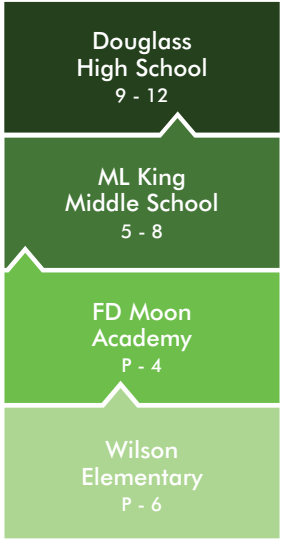 Douglass
High School
9 - 12
ML King
Middle School
5 - 8
FD Moon
Academy
P - 4
Wilson
Elementary
P - 6